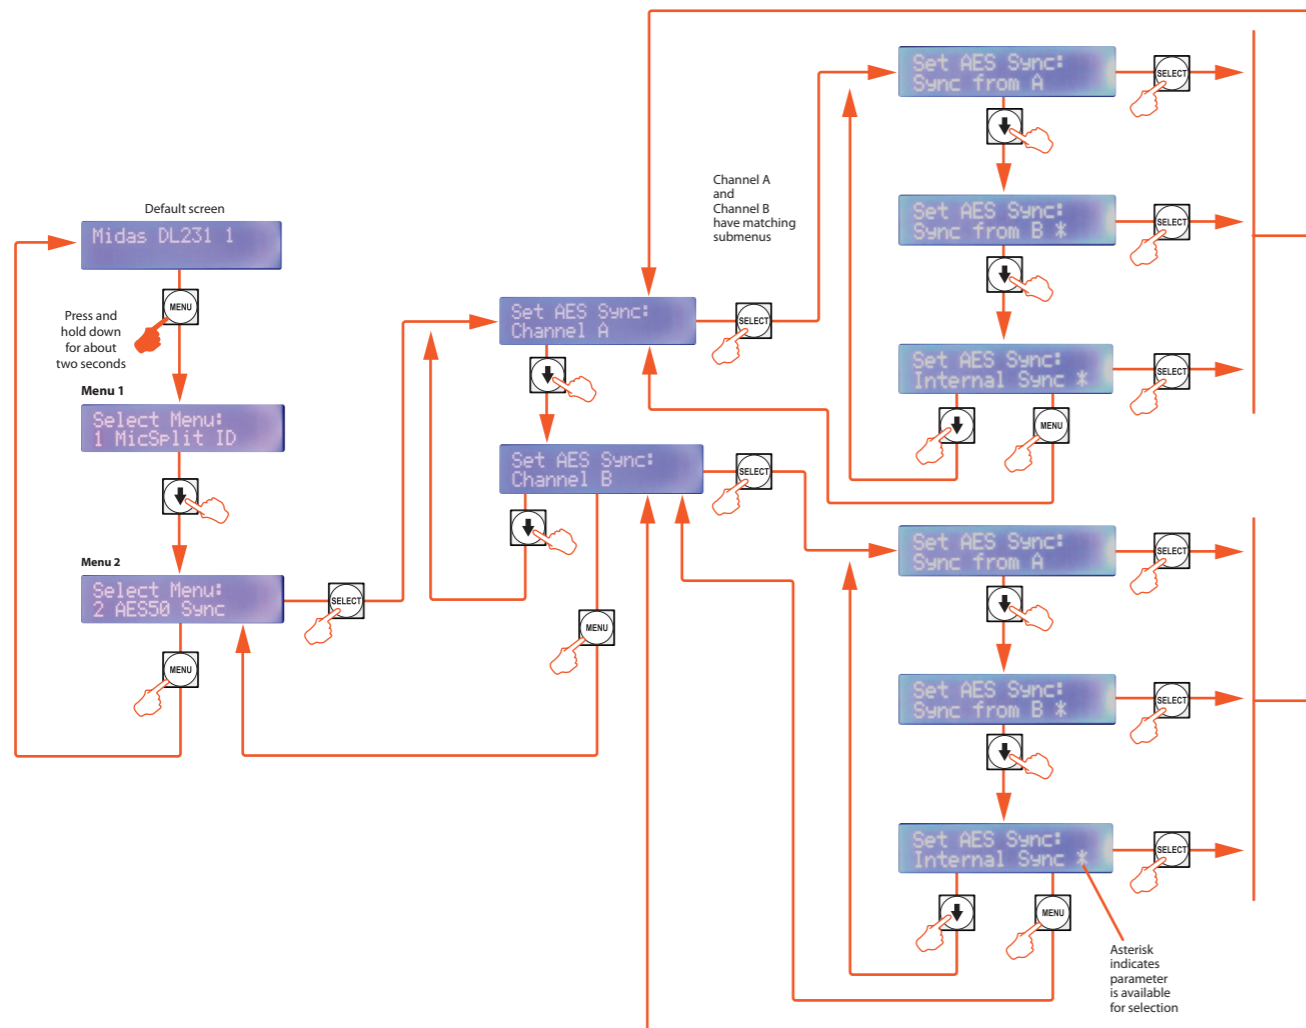 Default screen
Midas DL231 1
MENU
Press and
hold down
for about
two seconds
Menu 1
Select Menu:
1 MicSplit ID
Menu 2
Select Menu:
2 AES50 Sync
SELECT
MENU
Set AES Sync:
Channel A
SELECT
Set AES Sync:
Channel B
SELECT
MENU
Channel A
and
Channel B
have matching
submenus
Set AES Sync:
Sync from A
SELECT
Set AES Sync:
Sync from B *
SELECT
Set AES Sync:
Internal Sync *
SELECT
MENU
Set AES Sync:
Sync from A
SELECT
Set AES Sync:
Sync from B *
SELECT
Set AES Sync:
Internal Sync *
SELECT
MENU
Asterisk
indicates
parameter
is available
for selection